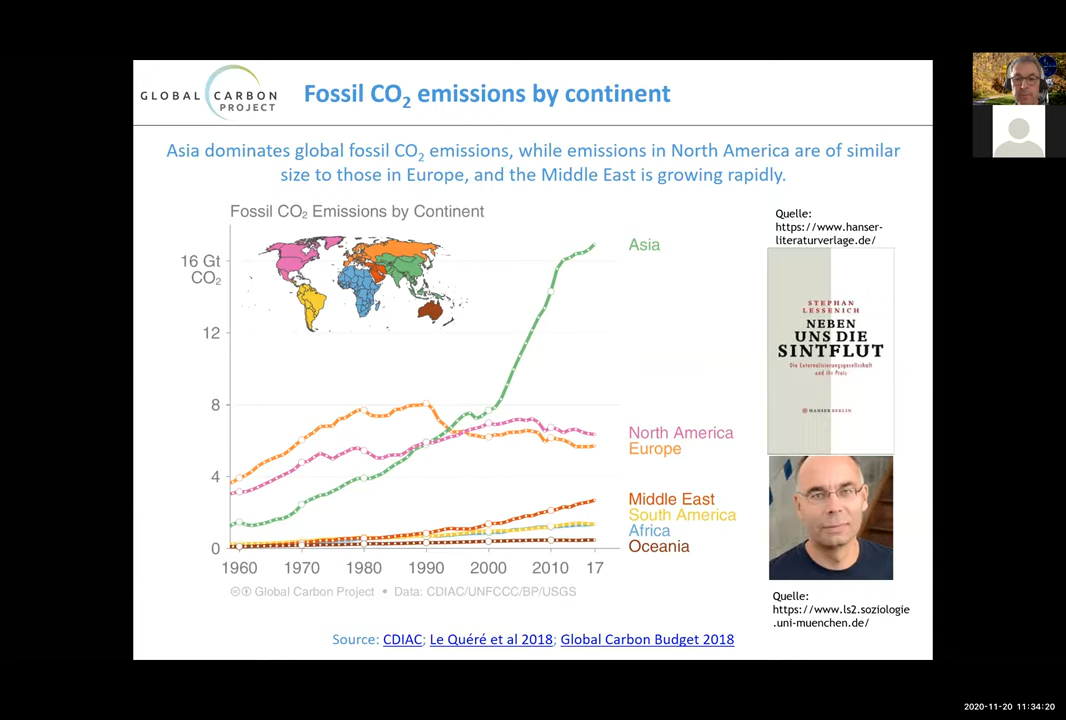 GLOBAL CARBON
PROJECT
Fossil CO₂ emissions by continent
Asia dominates global fossil CO₂ emissions, while emissions in North America are of similar
size to those in Europe, and the Middle East is growing rapidly.
Fossil CO₂ Emissions by Continent
16 Gt
CO₂
12
8
4
0
1960
1970
1980
1990
2000
2010
17
Asia
North America
Europe
Middle East
South America
Africa
Oceania
Global Carbon Project • Data: CDIAC/UNFCCC/BP/USGS
Source: CDIAC; Le Quéré et al 2018; Global Carbon Budget 2018
Quelle:
https://www.hanser-
literaturverlage.de/
STEPHAN
LESSENICH
NEBEN
UNS DIE
SINTFLUT
Die Externalisierungsgesellschaft
und ihr Preis
HANSER BERLIN
Quelle:
https://www.ls2.soziologie
.uni-muenchen.de/
2020-11-20 11:34:20